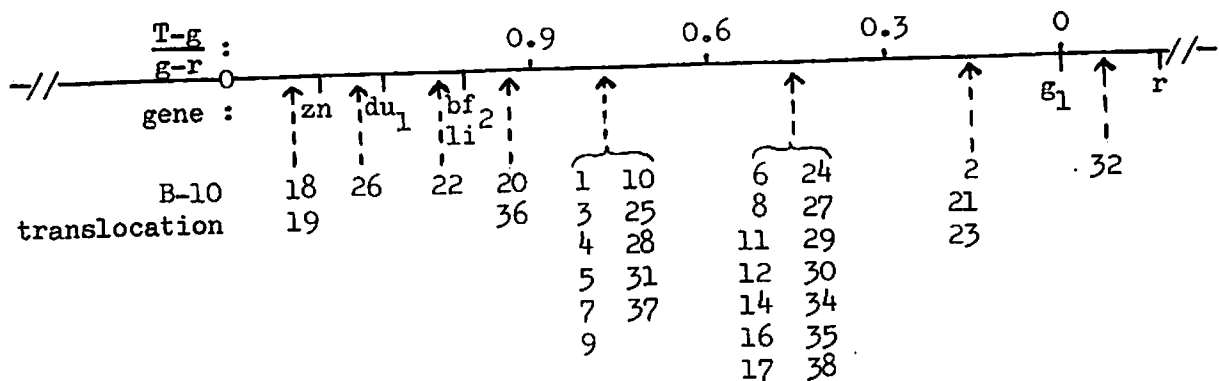 T-g
g-r :
0.9 0.6 0.3 0
gene : zn du1 bf2 g1 r
li
B-10 18 26 22 20 1 10 6 24 2 32
translocation 19 36 3 25 8 27 21
4 28 11 29 23
5 31 12 30
7 37 14 34
9 16 35
17 38